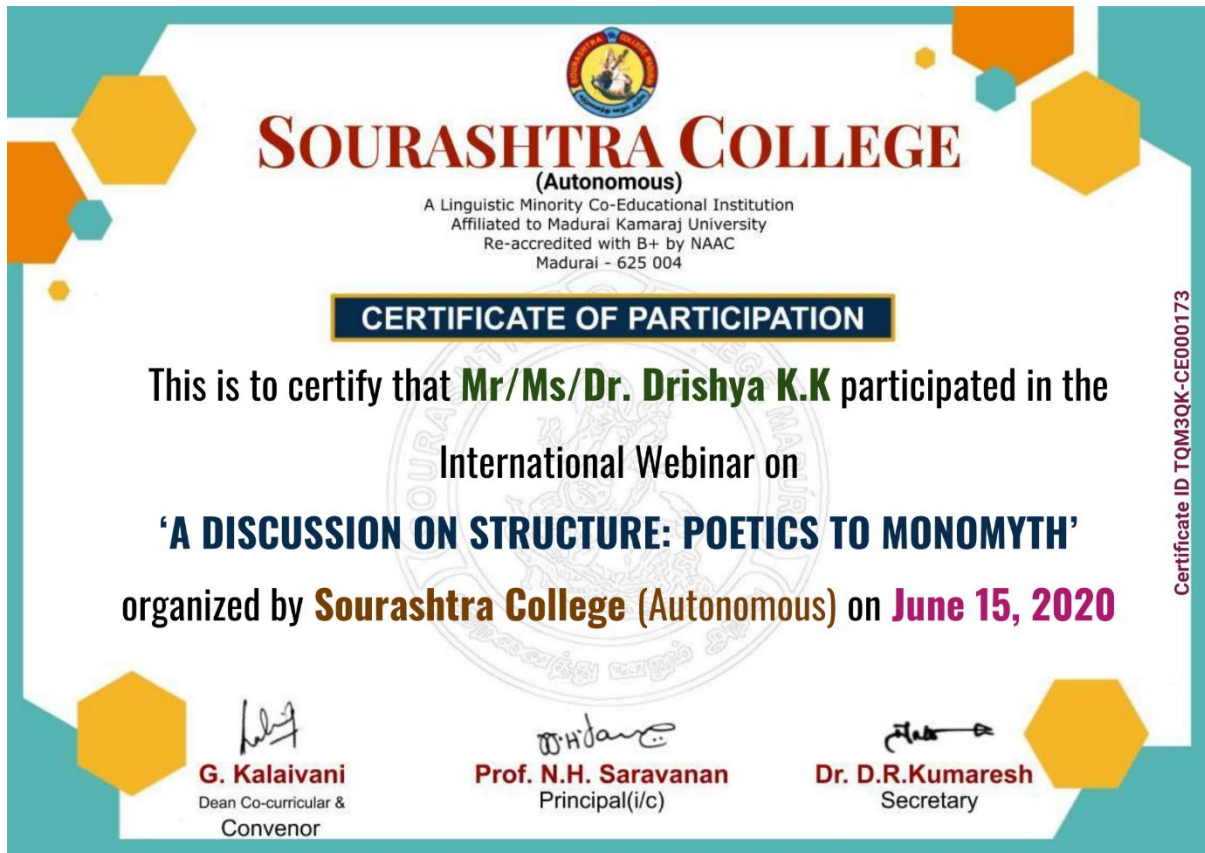 SOURASHTRA COLLEGE MADURAI
SOURASHTRA COLLEGE
(Autonomous)
A Linguistic Minority Co-Educational Institution
Affiliated to Madurai Kamaraj University
Re-accredited with B+ by NAAC
Madurai - 625 004
CERTIFICATE OF PARTICIPATION
This is to certify that Mr/Ms/Dr. Drishya K.K participated in the
International Webinar on
‘A DISCUSSION ON STRUCTURE: POETICS TO MONOMYTH’
organized by Sourashtra College (Autonomous) on June 15, 2020
Certificate ID TQM3QK-CE000173
G. Kalaivani
Dean Co-curricular &
Convenor
Prof. N.H. Saravanan
Principal(i/c)
Dr. D.R.Kumaresh
Secretary